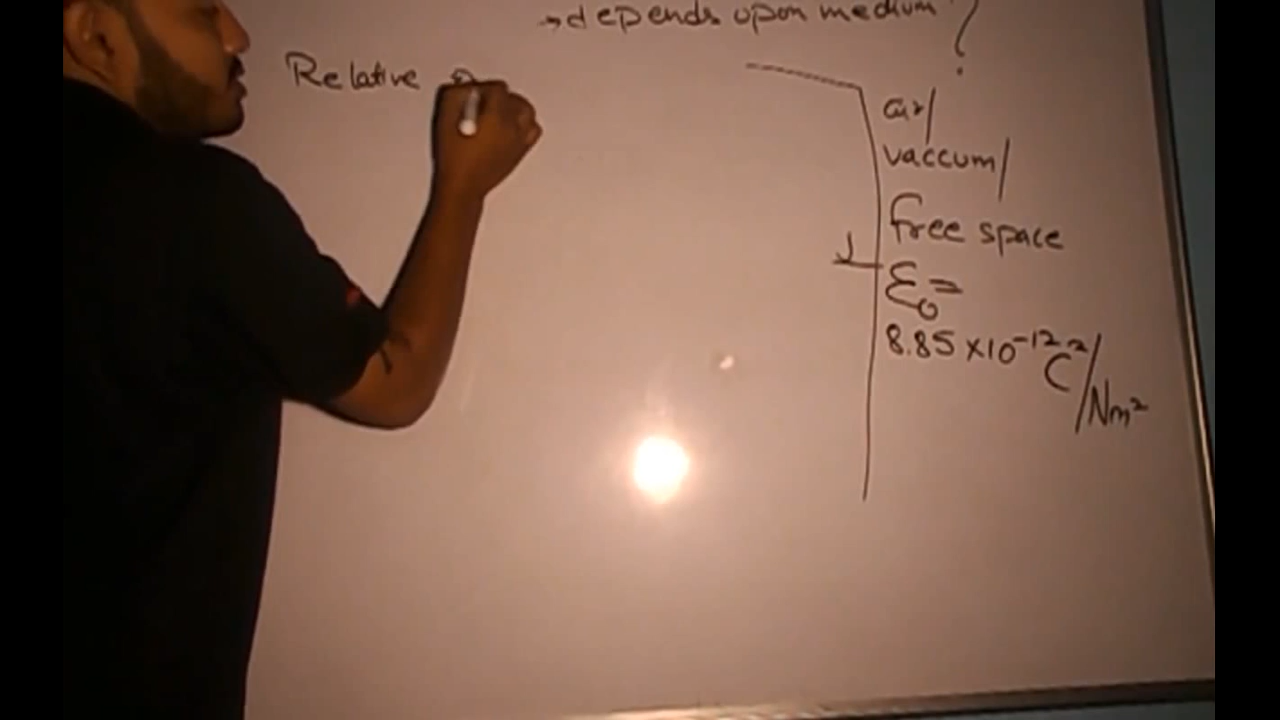 →depends upon medium ?
Relative
air/
vaccum/
free space
ε₀=
8.85×10⁻¹² C²/Nm²